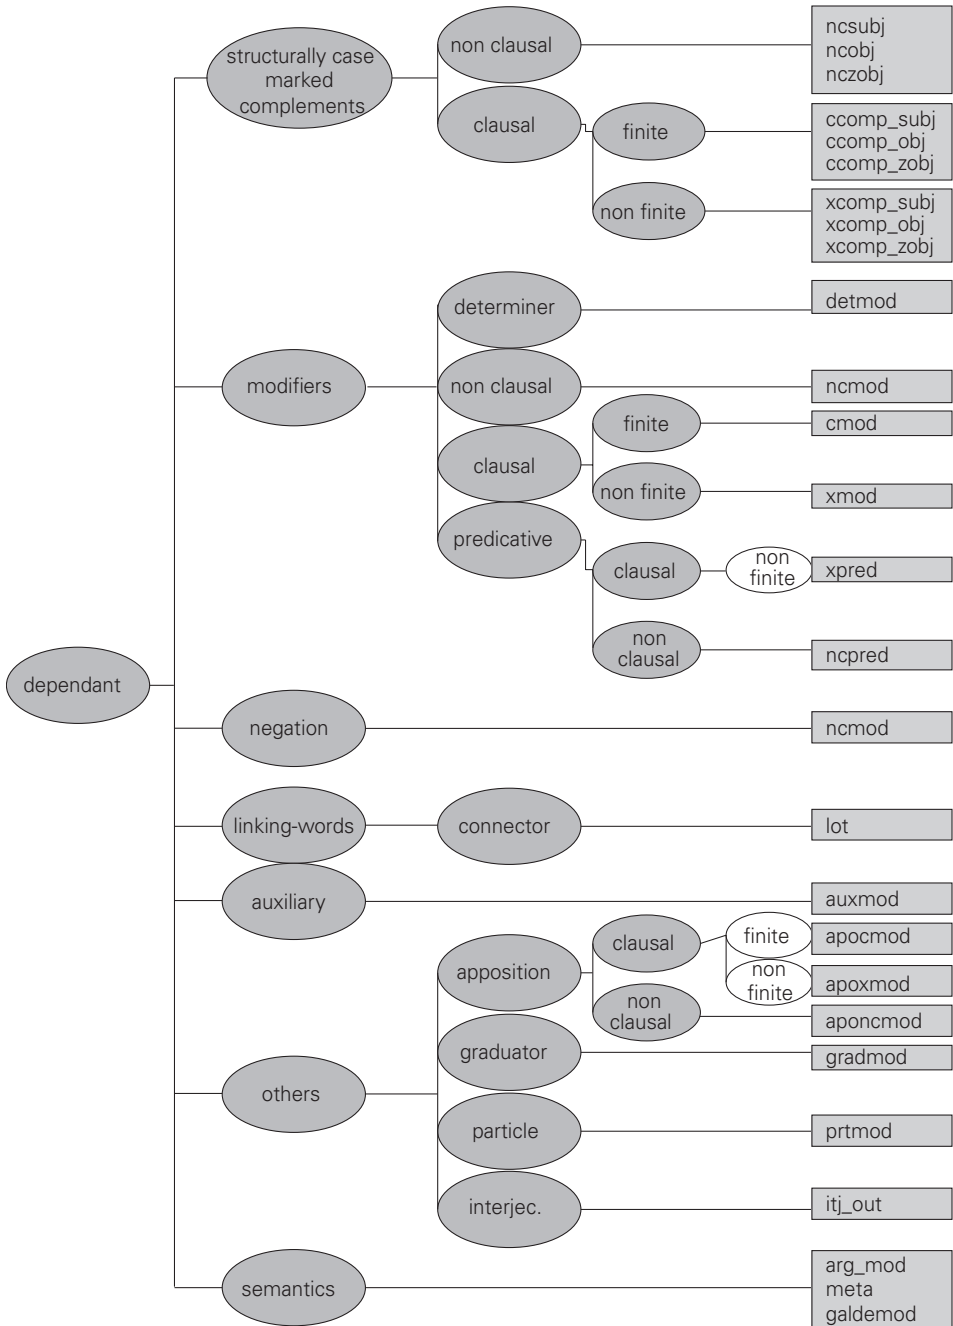 structurally case
marked
complements
non clausal
ncsubj
ncobj
nczobj
clausal
finite
ccomp_subj
ccomp_obj
ccomp_zobj
non finite
xcomp_subj
xcomp_obj
xcomp_zobj
modifiers
determiner
detmod
non clausal
ncmod
clausal
finite
cmod
non finite
xmod
predicative
clausal
non
finite
xpred
non
clausal
ncpred
dependant
negation
ncmod
linking-words
connector
lot
auxiliary
auxmod
others
apposition
clausal
finite
apocmod
non
finite
apoxmod
non
clausal
aponcmod
graduator
gradmod
particle
prtmod
interjec.
itj_out
semantics
arg_mod
meta
galdemod